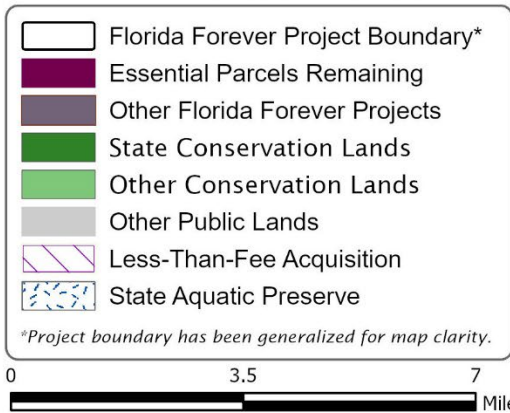 Florida Forever Project Boundary*
Essential Parcels Remaining
Other Florida Forever Projects
State Conservation Lands
Other Conservation Lands
Other Public Lands
Less-Than-Fee Acquisition
State Aquatic Preserve
*Project boundary has been generalized for map clarity.
0 3.5 7